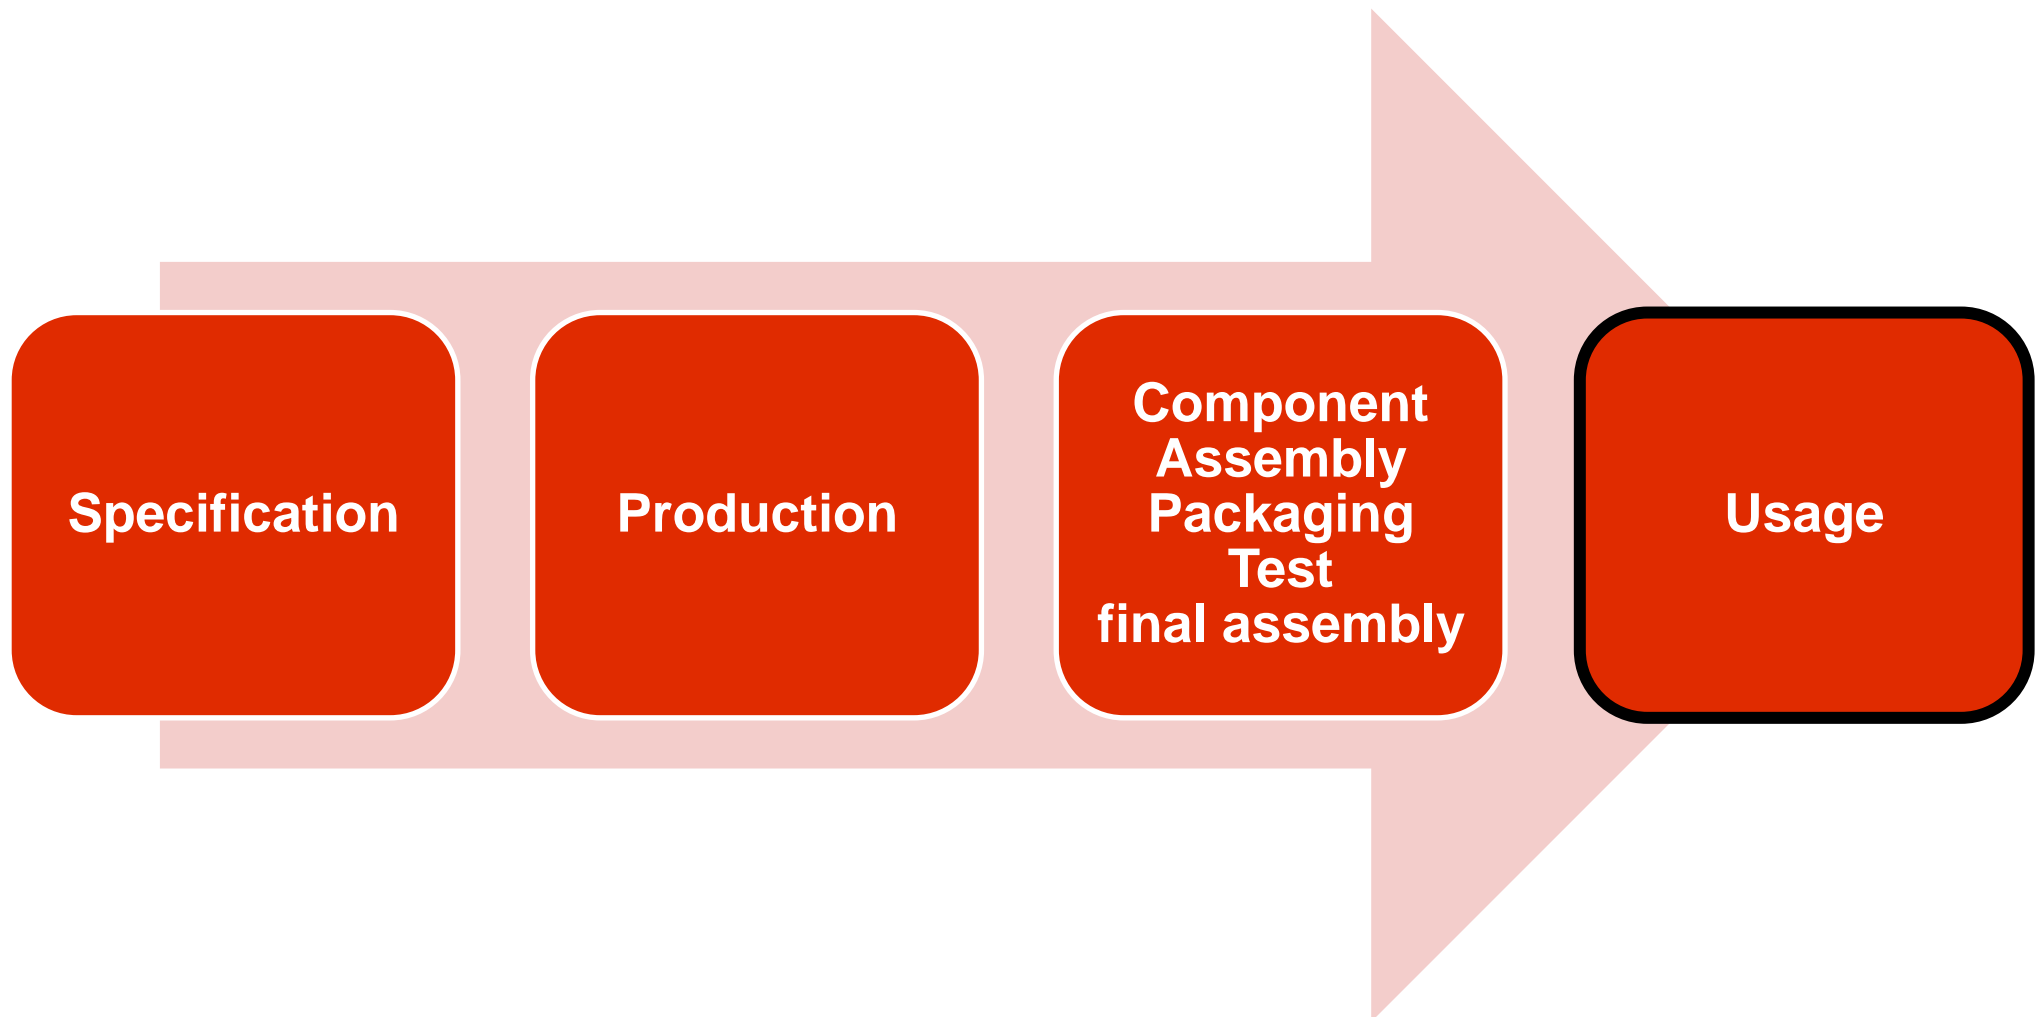 Specification
Production
Component
Assembly
Packaging
Test
final assembly
Usage